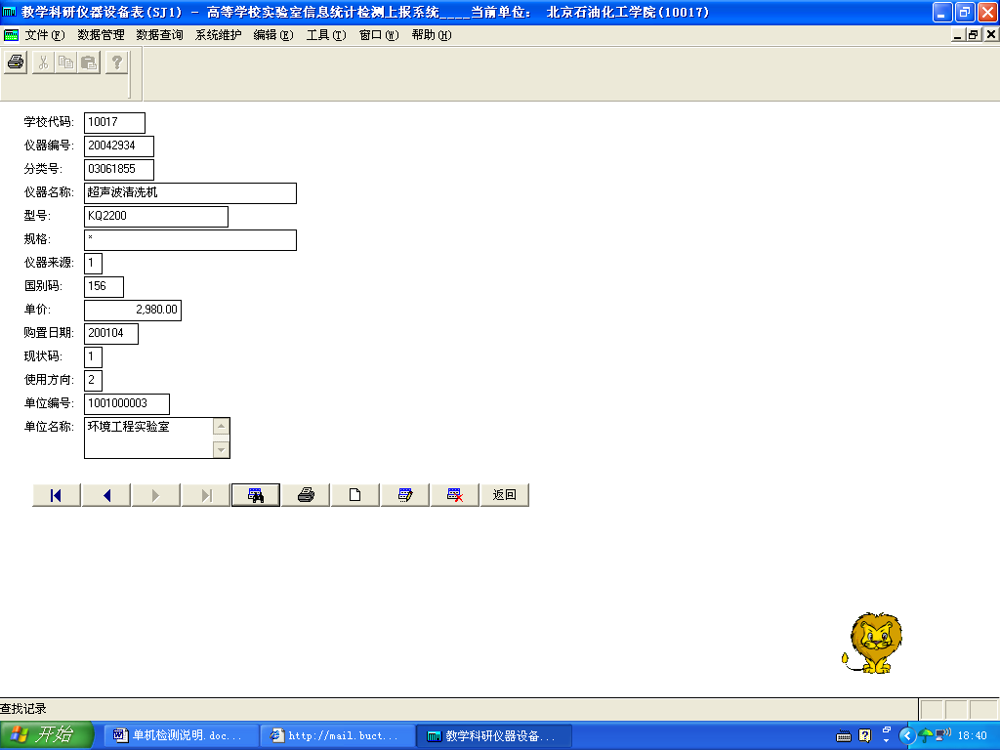 教学科研仪器设备表(SJ1) - 高等学校实验室信息统计检测上报系统____当前单位: 北京石油化工学院(10017)
文件(F) 数据管理 数据查询 系统维护 编辑(E) 工具(T) 窗口(W) 帮助(H)
学校代码: 10017
仪器编号: 20042934
分类号: 03061855
仪器名称: 超声波清洗机
型号: KQ2200
规格: *
仪器来源: 1
国别码: 156
单价: 2,980.00
购置日期: 200104
现状码: 1
使用方向: 2
单位编号: 1001000003
单位名称: 环境工程实验室
返回
查找记录
开始 单机检测说明.doc... http://mail.buct... 教学科研仪器设备... 18:40